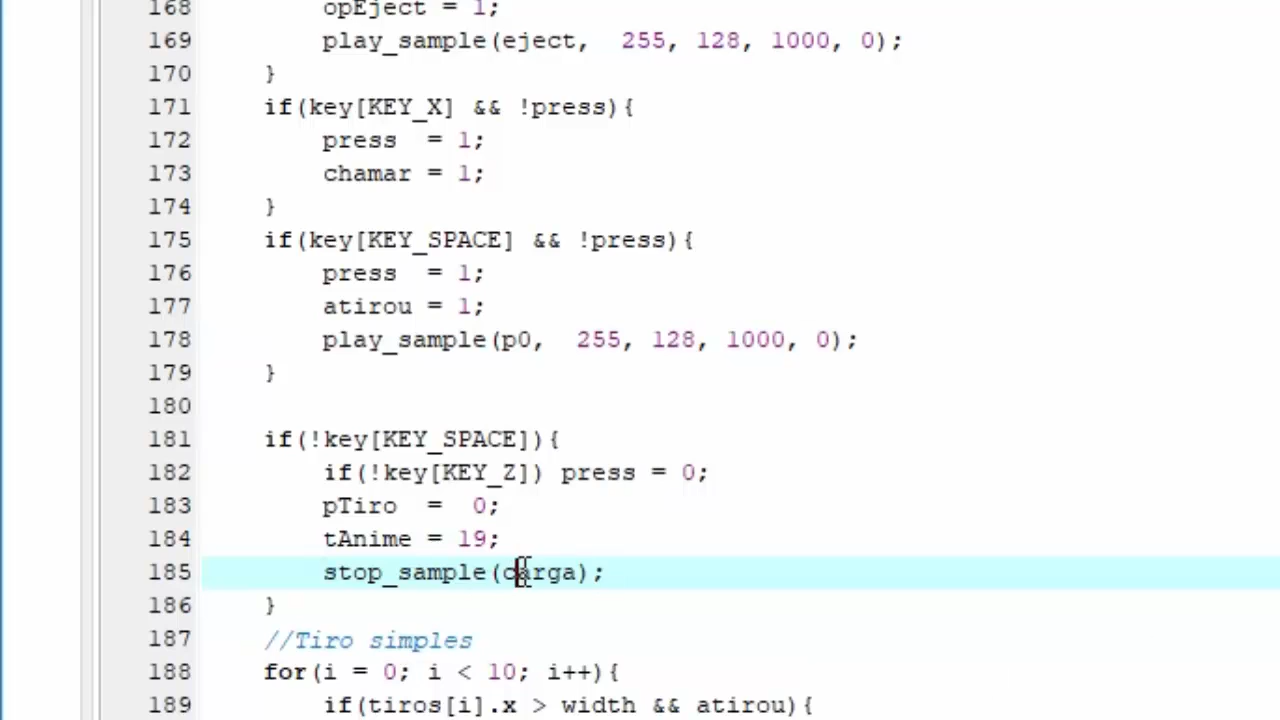 168 opEject = 1;
169 play_sample(eject,  255, 128, 1000, 0);
170 }
171 if(key[KEY_X] && !press){
172 press  = 1;
173 chamar = 1;
174 }
175 if(key[KEY_SPACE] && !press){
176 press  = 1;
177 atirou = 1;
178 play_sample(p0,  255, 128, 1000, 0);
179 }
180
181 if(!key[KEY_SPACE]){
182 if(!key[KEY_Z]) press = 0;
183 pTiro  =  0;
184 tAnime = 19;
185 stop_sample(carga);
186 }
187 //Tiro simples
188 for(i = 0; i < 10; i++){
189 if(tiros[i].x > width && atirou){